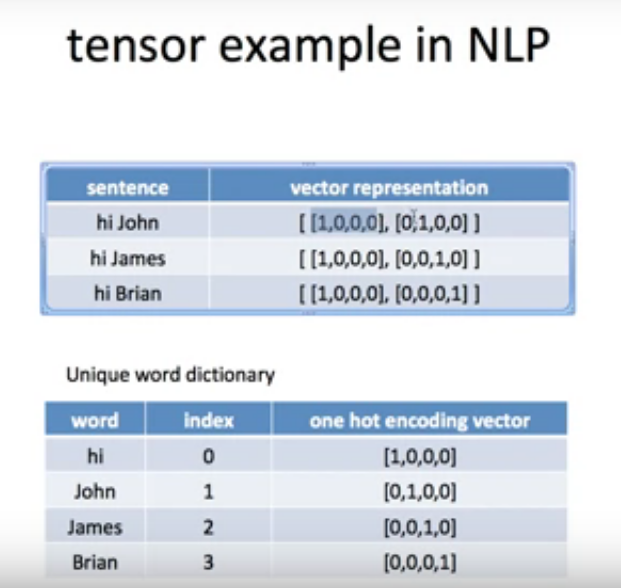 tensor example in NLP
sentence vector representation
hi John [ [1,0,0,0], [0,1,0,0] ]
hi James [ [1,0,0,0], [0,0,1,0] ]
hi Brian [ [1,0,0,0], [0,0,0,1] ]
Unique word dictionary
word index one hot encoding vector
hi 0 [1,0,0,0]
John 1 [0,1,0,0]
James 2 [0,0,1,0]
Brian 3 [0,0,0,1]